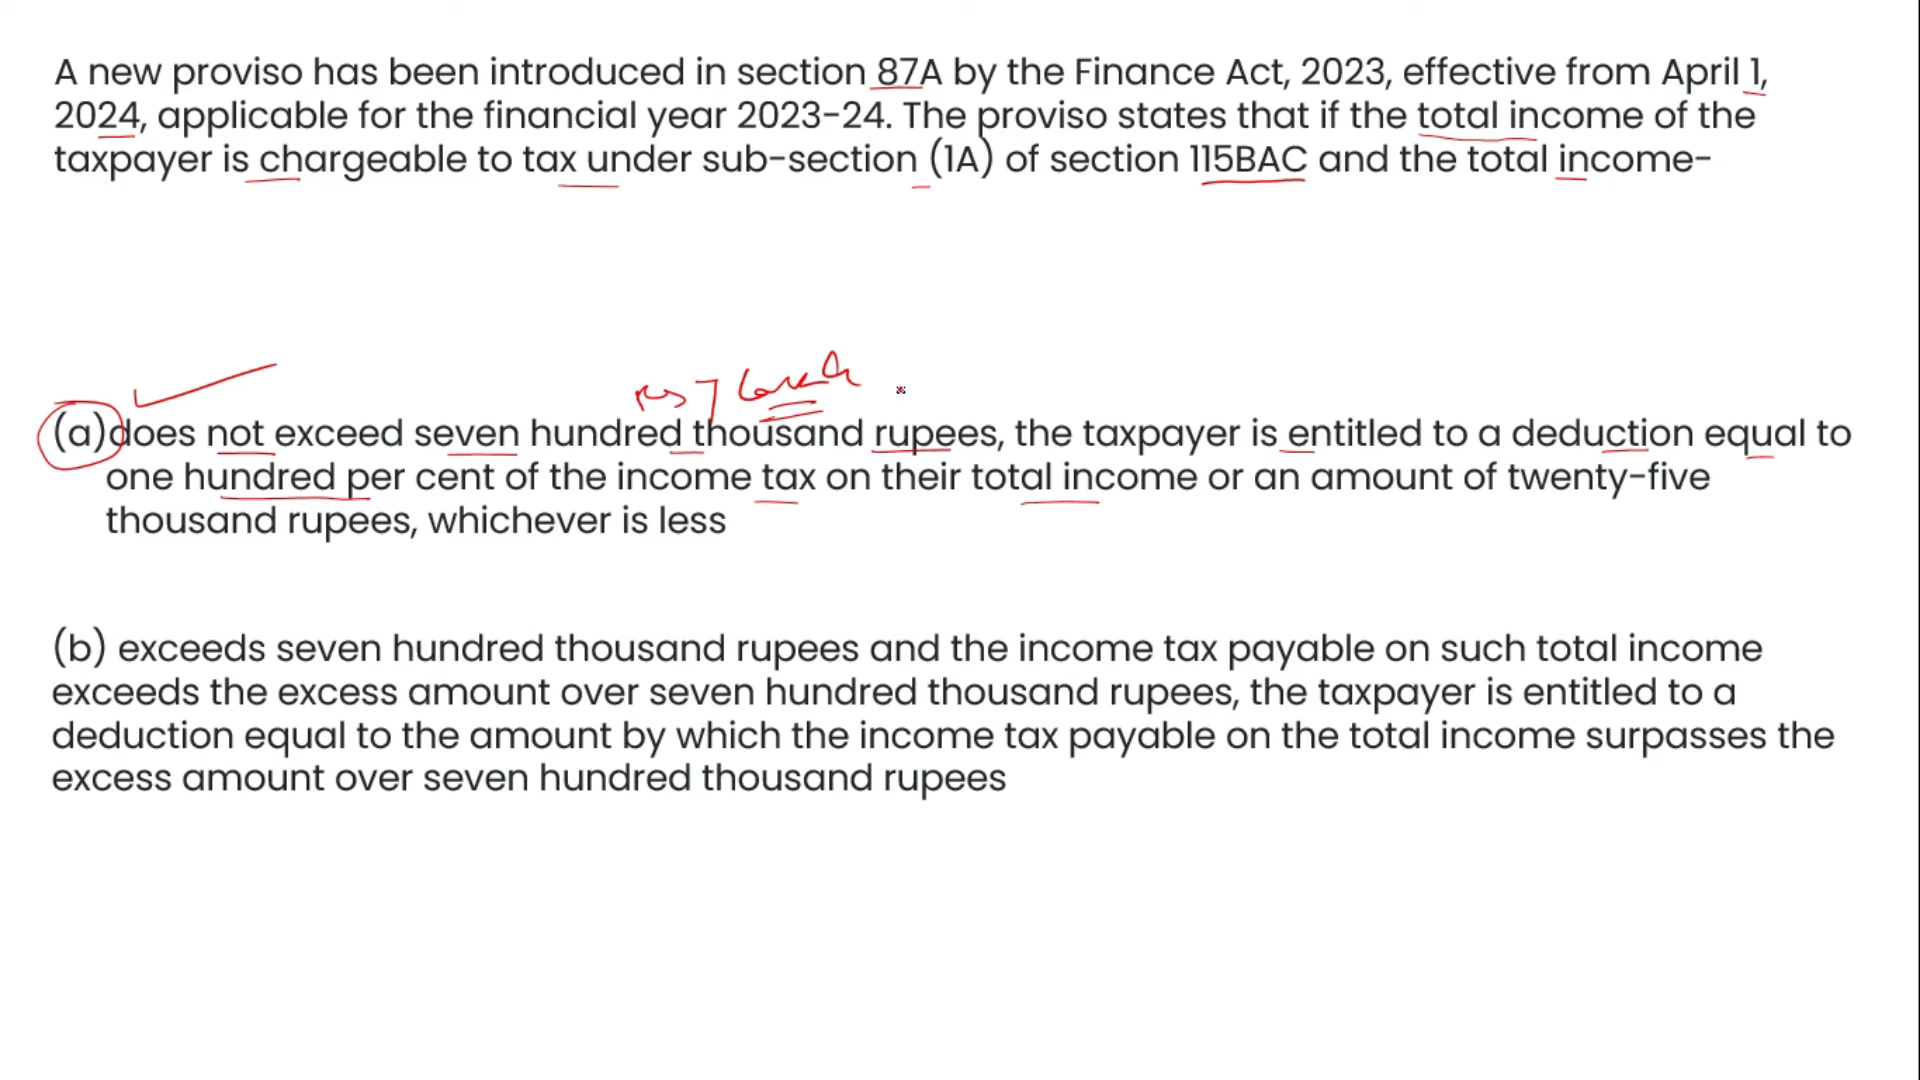 A new proviso has been introduced in section 87A by the Finance Act, 2023, effective from April 1,
2024, applicable for the financial year 2023-24. The proviso states that if the total income of the
taxpayer is chargeable to tax under sub-section (1A) of section 115BAC and the total income-
7
(a) does not exceed seven hundred thousand rupees, the taxpayer is entitled to a deduction equal to
one hundred per cent of the income tax on their total income or an amount of twenty-five
thousand rupees, whichever is less
(b) exceeds seven hundred thousand rupees and the income tax payable on such total income
exceeds the excess amount over seven hundred thousand rupees, the taxpayer is entitled to a
deduction equal to the amount by which the income tax payable on the total income surpasses the
excess amount over seven hundred thousand rupees